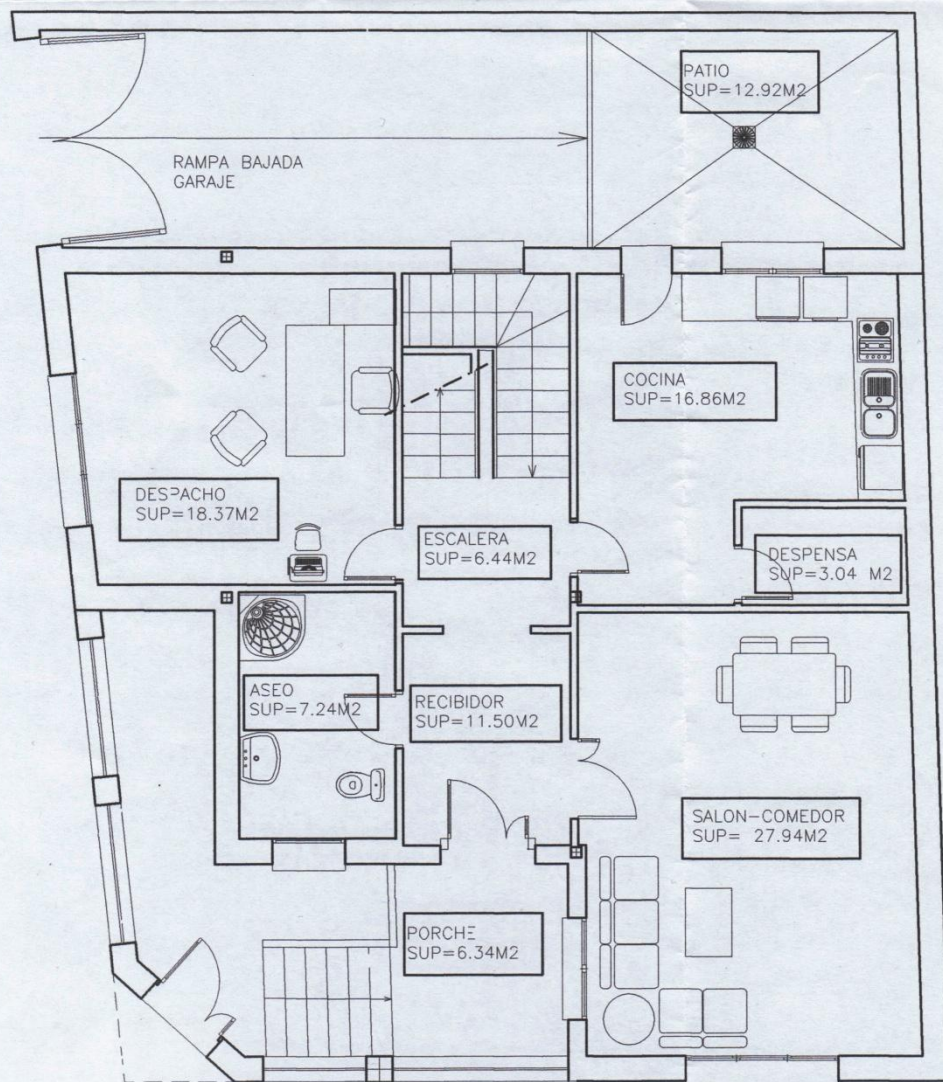 PATIO
SUP=12.92M2
RAMPA BAJADA
GARAJE
COCINA
SUP=16.86M2
DESPACHO
SUP=18.37M2
ESCALERA
SUP=6.44M2
DESPENSA
SUP=3.04 M2
ASEO
SUP=7.24M2
RECIBIDOR
SUP=11.50M2
SALON-COMEDOR
SUP= 27.94M2
PORCHE
SUP=6.34M2